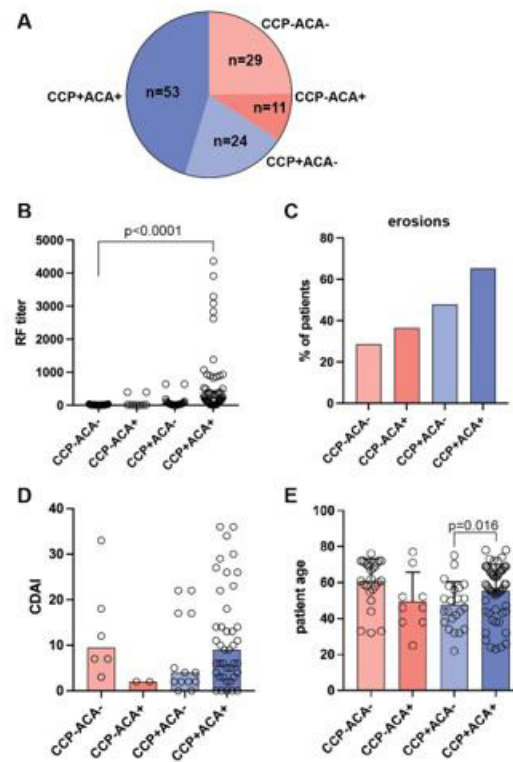 A
CCP-ACA-
n=29
CCP+ACA+
n=53
CCP-ACA+
n=11
n=24
CCP+ACA-
B
p<0.0001
RF titer
5000
4000
3000
2000
1000
0
CCP-ACA-
CCP-ACA+
CCP+ACA-
CCP+ACA+
C
erosions
% of patients
80
60
40
20
0
CCP-ACA-
CCP-ACA+
CCP+ACA-
CCP+ACA+
D
CDAI
40
30
20
10
0
CCP-ACA-
CCP-ACA+
CCP+ACA-
CCP+ACA+
E
p=0.016
patient age
100
80
60
40
20
0
CCP-ACA-
CCP-ACA+
CCP+ACA-
CCP+ACA+